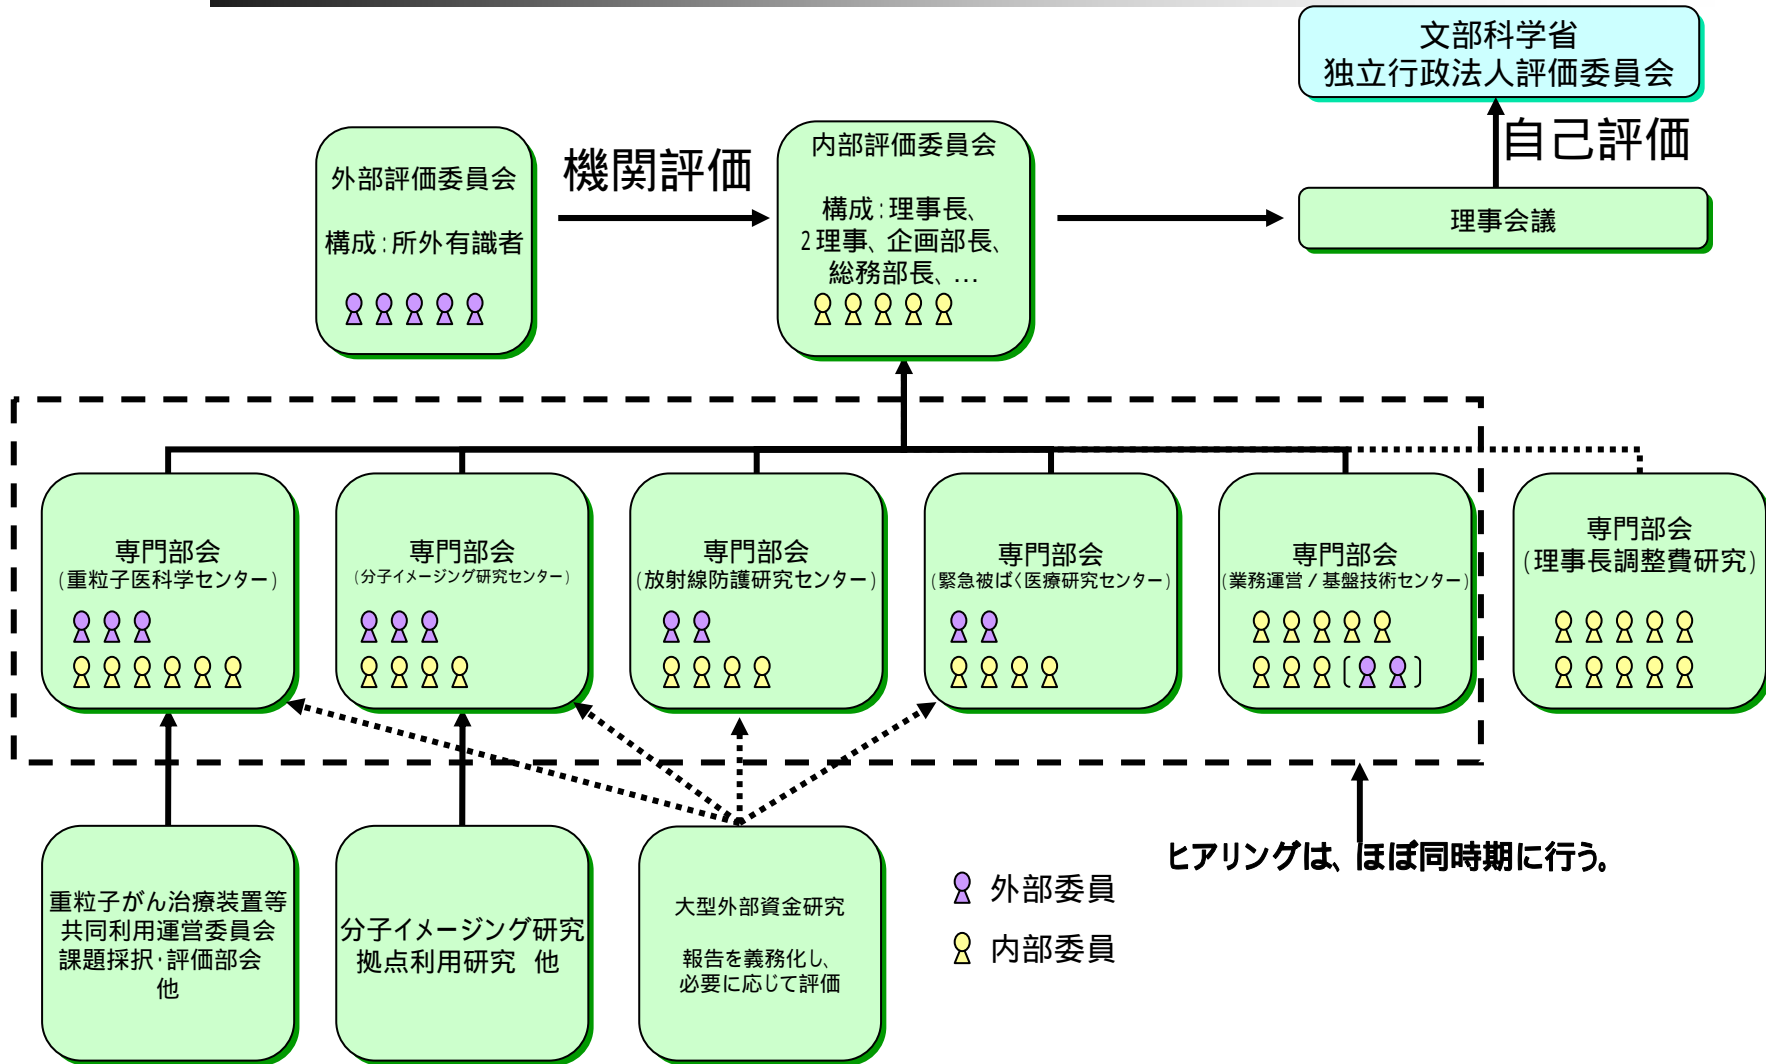 文部科学省
独立行政法人評価委員会
自己評価
理事会議
外部評価委員会
構成:所外有識者
機関評価
内部評価委員会
構成:理事長、
2理事、企画部長、
総務部長、…
専門部会
(重粒子医科学センター)
専門部会
(分子イメージング研究センター)
専門部会
(放射線防護研究センター)
専門部会
(緊急被ばく医療研究センター)
専門部会
(業務運営/基盤技術センター)
専門部会
(理事長調整費研究)
重粒子がん治療装置等
共同利用運営委員会
課題採択・評価部会
他
分子イメージング研究
拠点利用研究 他
大型外部資金研究
報告を義務化し、
必要に応じて評価
ヒアリングは、ほぼ同時期に行う。
外部委員
内部委員